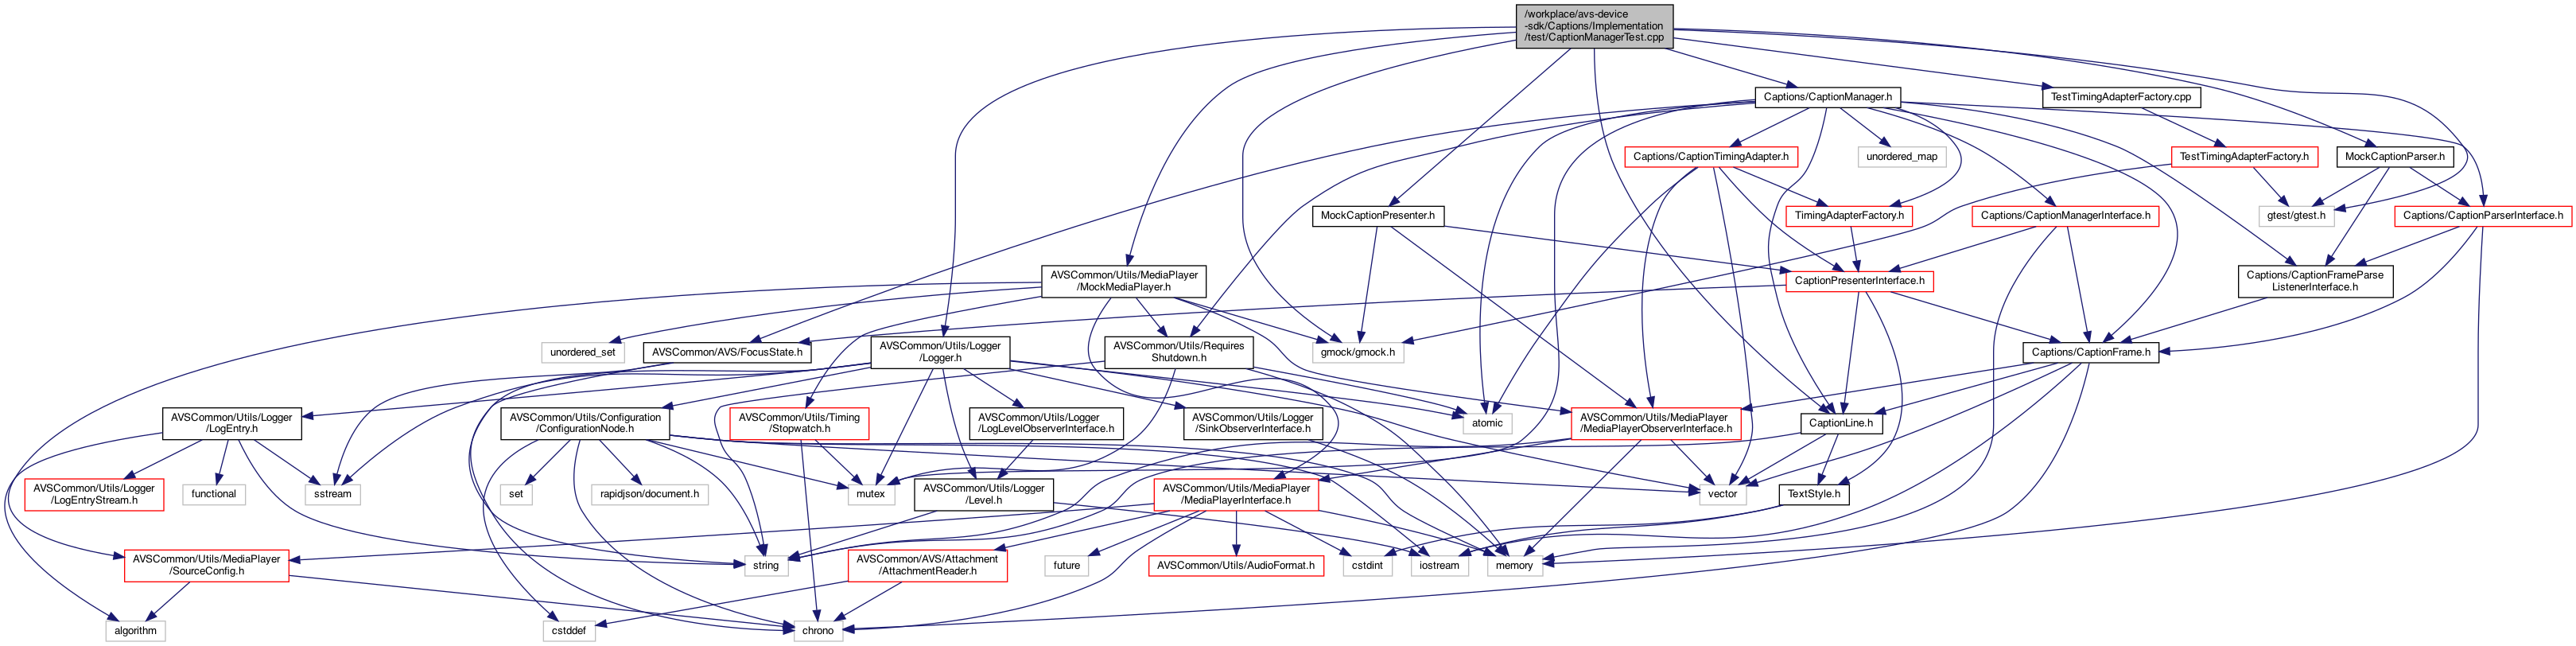 /workplace/avs-device
-sdk/Captions/Implementation
/test/CaptionManagerTest.cpp
Captions/CaptionManager.h
TestTimingAdapterFactory.cpp
Captions/CaptionTimingAdapter.h
unordered_map
TestTimingAdapterFactory.h
MockCaptionParser.h
MockCaptionPresenter.h
TimingAdapterFactory.h
Captions/CaptionManagerInterface.h
gtest/gtest.h
Captions/CaptionParserInterface.h
AVSCommon/Utils/MediaPlayer
/MockMediaPlayer.h
CaptionPresenterInterface.h
Captions/CaptionFrameParse
ListenerInterface.h
unordered_set
AVSCommon/AVS/FocusState.h
AVSCommon/Utils/Logger
/Logger.h
AVSCommon/Utils/Requires
Shutdown.h
gmock/gmock.h
Captions/CaptionFrame.h
AVSCommon/Utils/Logger
/LogEntry.h
AVSCommon/Utils/Configuration
/ConfigurationNode.h
AVSCommon/Utils/Timing
/Stopwatch.h
AVSCommon/Utils/Logger
/LogLevelObserverInterface.h
AVSCommon/Utils/Logger
/SinkObserverInterface.h
atomic
AVSCommon/Utils/MediaPlayer
/MediaPlayerObserverInterface.h
CaptionLine.h
AVSCommon/Utils/Logger
/LogEntryStream.h
functional
sstream
set
rapidjson/document.h
mutex
AVSCommon/Utils/Logger
/Level.h
AVSCommon/Utils/MediaPlayer
/MediaPlayerInterface.h
vector
TextStyle.h
AVSCommon/Utils/MediaPlayer
/SourceConfig.h
string
AVSCommon/AVS/Attachment
/AttachmentReader.h
future
AVSCommon/Utils/AudioFormat.h
cstdint
iostream
memory
algorithm
cstddef
chrono